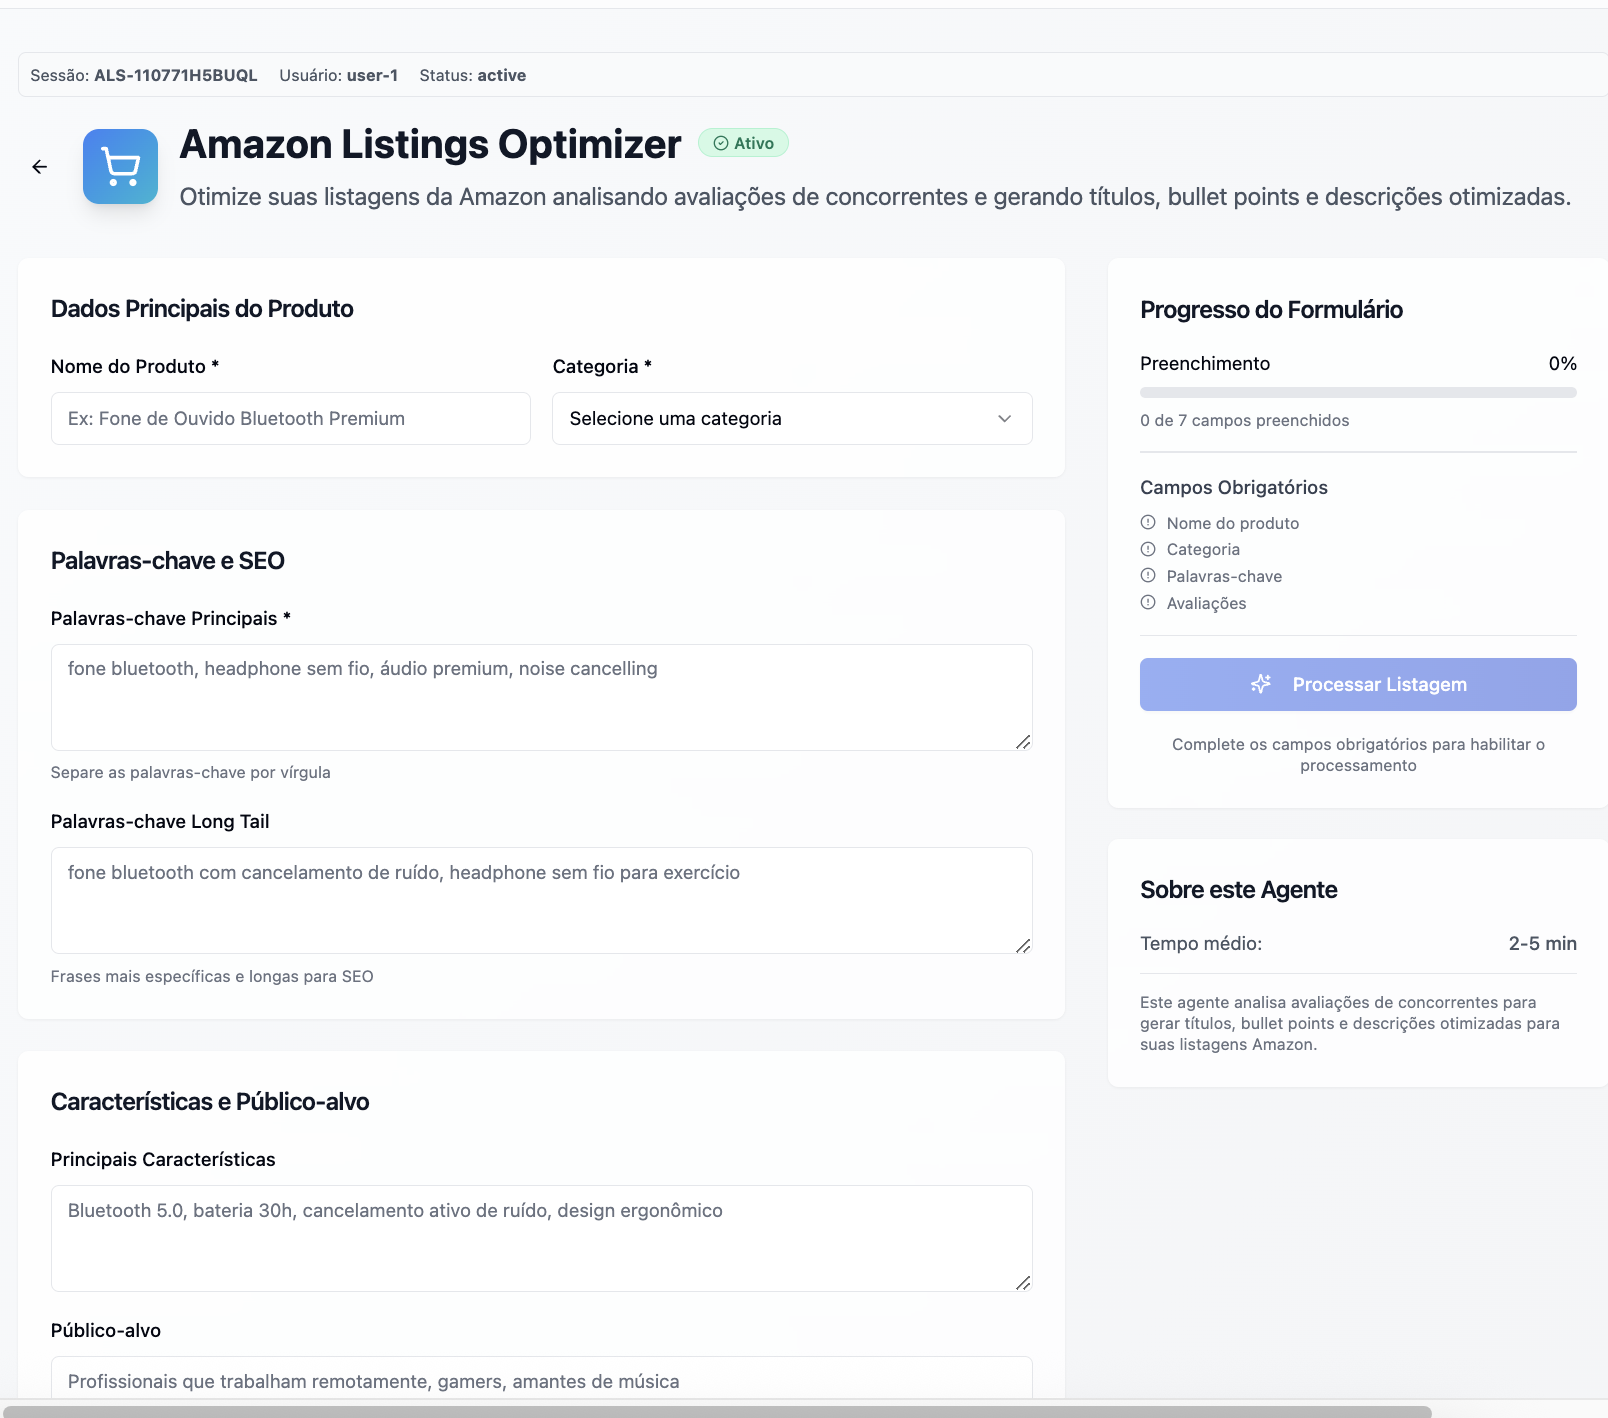 Sessão: ALS-110771H5BUQL Usuário: user-1 Status: active
Amazon Listings Optimizer
Ativo
Otimize suas listagens da Amazon analisando avaliações de concorrentes e gerando títulos, bullet points e descrições otimizadas.
Dados Principais do Produto
Nome do Produto *
Categoria *
Ex: Fone de Ouvido Bluetooth Premium
Selecione uma categoria
Palavras-chave e SEO
Palavras-chave Principais *
fone bluetooth, headphone sem fio, áudio premium, noise cancelling
Separe as palavras-chave por vírgula
Palavras-chave Long Tail
fone bluetooth com cancelamento de ruído, headphone sem fio para exercício
Frases mais específicas e longas para SEO
Características e Público-alvo
Principais Características
Bluetooth 5.0, bateria 30h, cancelamento ativo de ruído, design ergonômico
Público-alvo
Profissionais que trabalham remotamente, gamers, amantes de música
Progresso do Formulário
Preenchimento 0%
0 de 7 campos preenchidos
Campos Obrigatórios
Nome do produto
Categoria
Palavras-chave
Avaliações
Processar Listagem
Complete os campos obrigatórios para habilitar o
processamento
Sobre este Agente
Tempo médio: 2-5 min
Este agente analisa avaliações de concorrentes para
gerar títulos, bullet points e descrições otimizadas para
suas listagens Amazon.